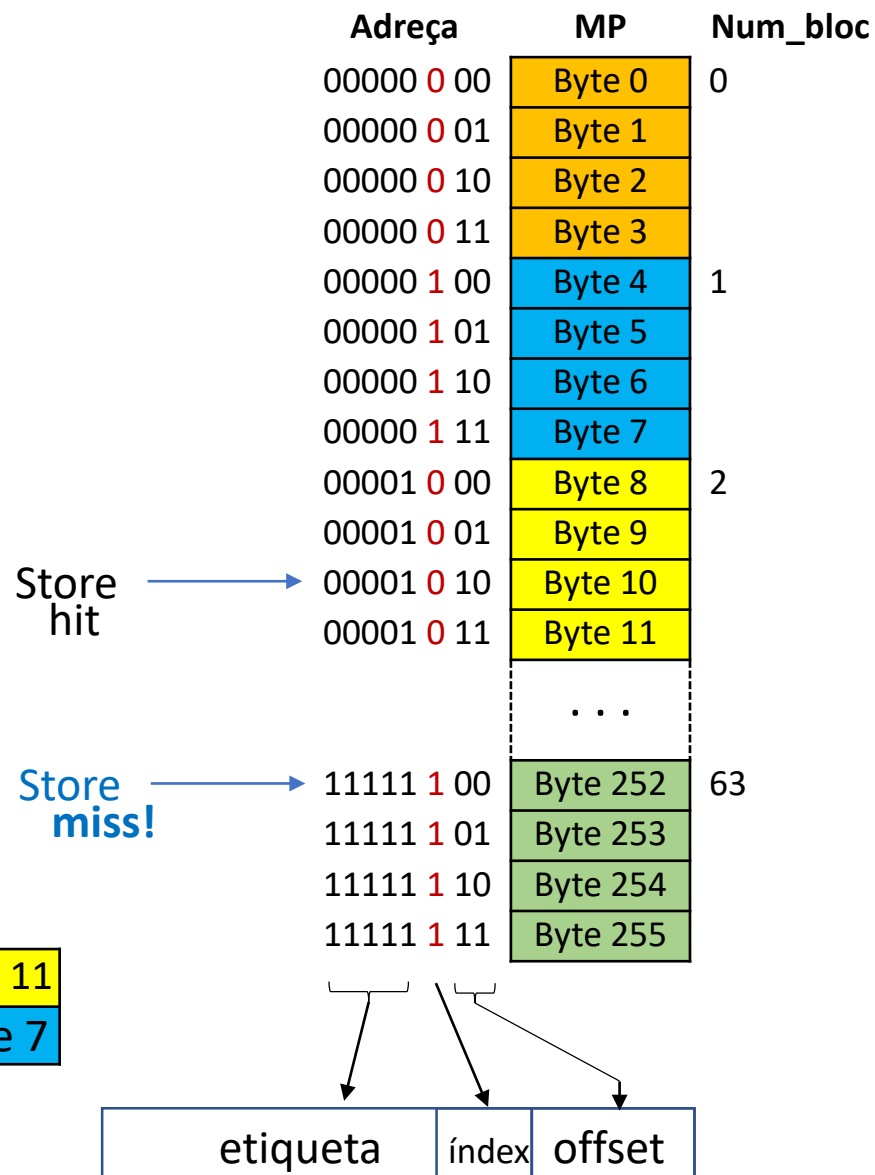 Adreça MP Num_bloc
00000 0 00 Byte 0 0
00000 0 01 Byte 1
00000 0 10 Byte 2
00000 0 11 Byte 3
00000 1 00 Byte 4 1
00000 1 01 Byte 5
00000 1 10 Byte 6
00000 1 11 Byte 7
00001 0 00 Byte 8 2
00001 0 01 Byte 9
Store
hit
00001 0 10 Byte 10
00001 0 11 Byte 11
. . .
Store
miss!
11111 1 00 Byte 252 63
11111 1 01 Byte 253
11111 1 10 Byte 254
11111 1 11 Byte 255
11
e 7
etiqueta índex offset